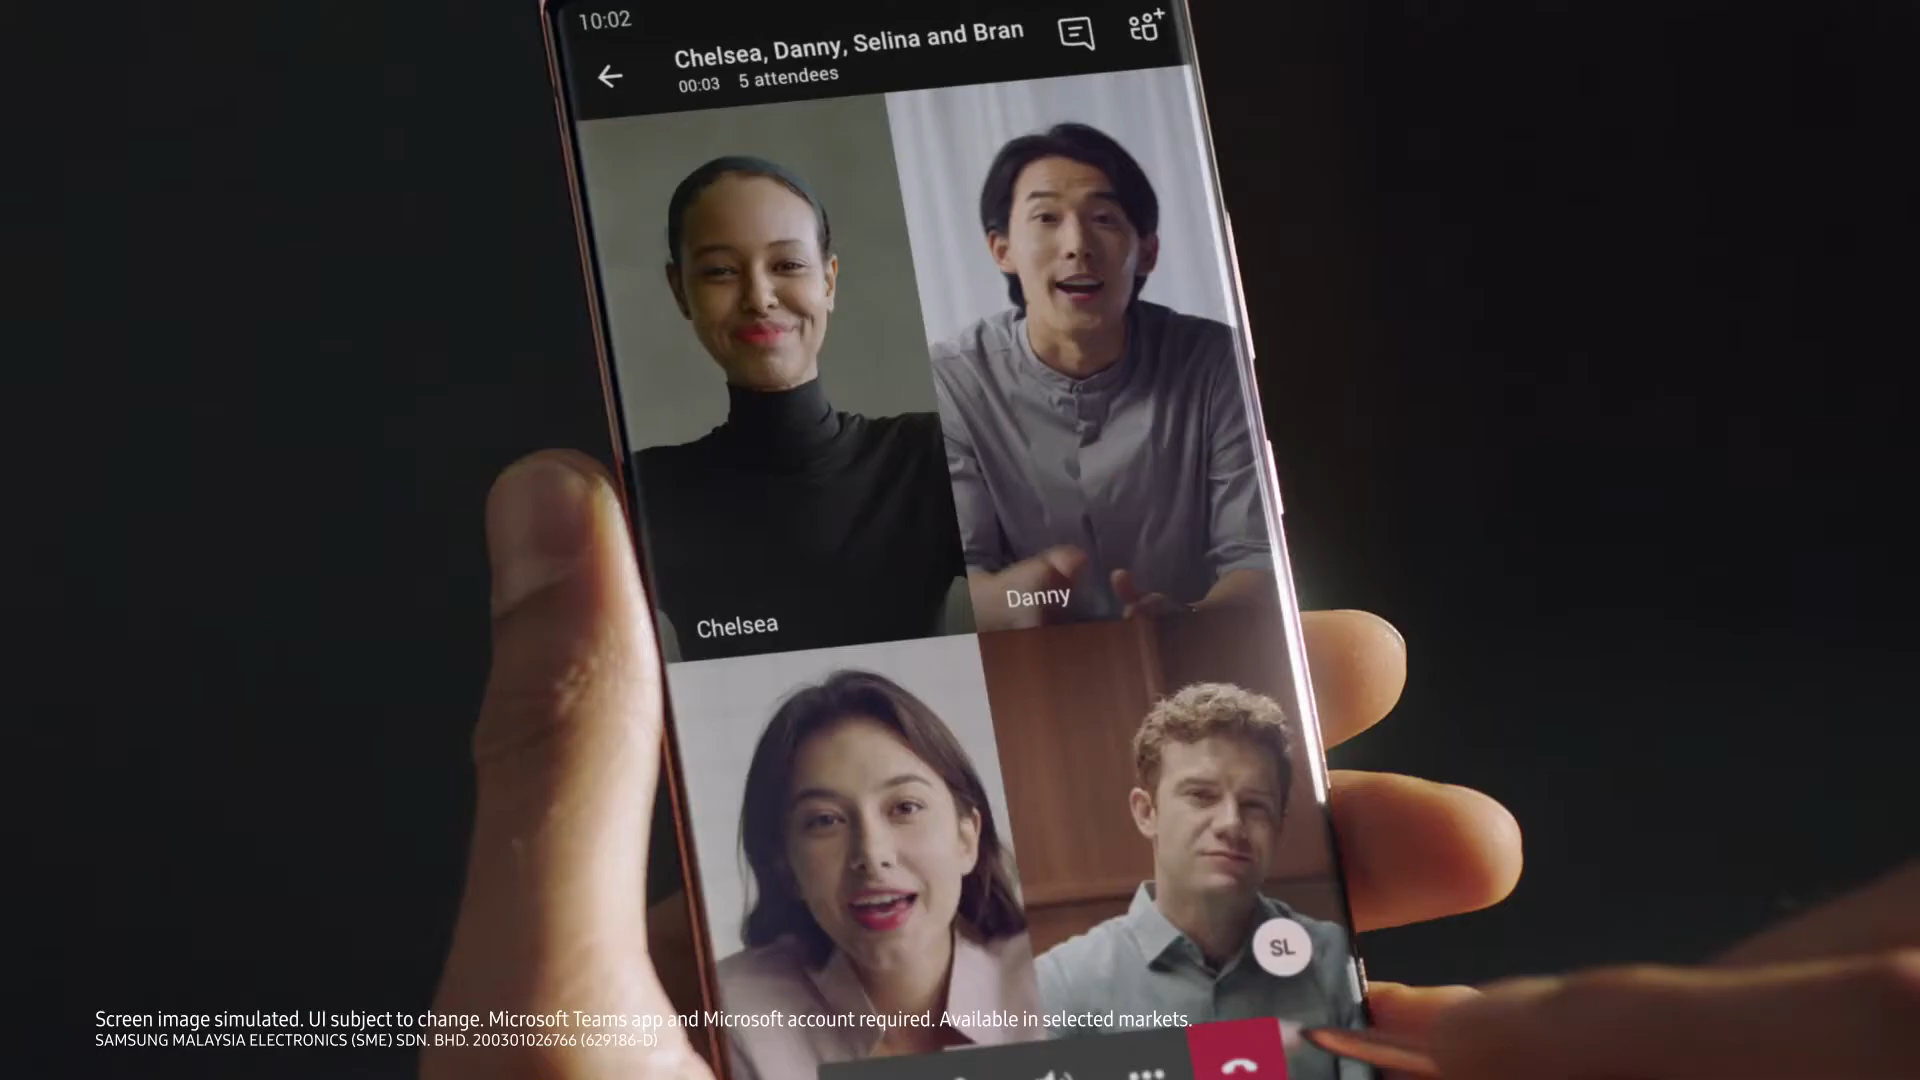 10:02
Chelsea, Danny, Selina and Bran
00:03 5 attendees
Chelsea
Danny
SL
Screen image simulated. UI subject to change. Microsoft Teams app and Microsoft account required. Available in selected markets.
SAMSUNG MALAYSIA ELECTRONICS (SME) SDN. BHD. 200301026766 (629186-D)